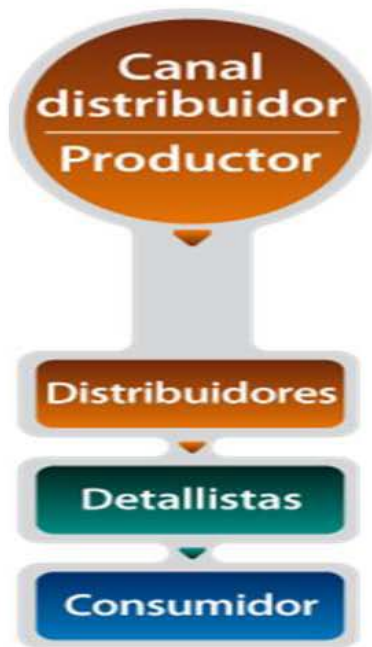 Canal
distribuidor
Productor
Distribuidores
Detallistas
Consumidor